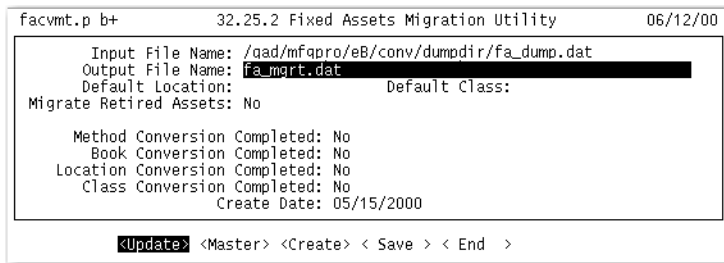 facvmt.p b+ 32.25.2 Fixed Assets Migration Utility 06/12/00
Input File Name: /qad/mfgpro/eB/conv/dumpdir/fa_dump.dat
Output File Name: fa_mgrt.dat
Default Location: Default Class:
Migrate Retired Assets: No
Method Conversion Completed: No
Book Conversion Completed: No
Location Conversion Completed: No
Class Conversion Completed: No
Create Date: 05/15/2000
<Update> <Master> <Create> < Save > < End >